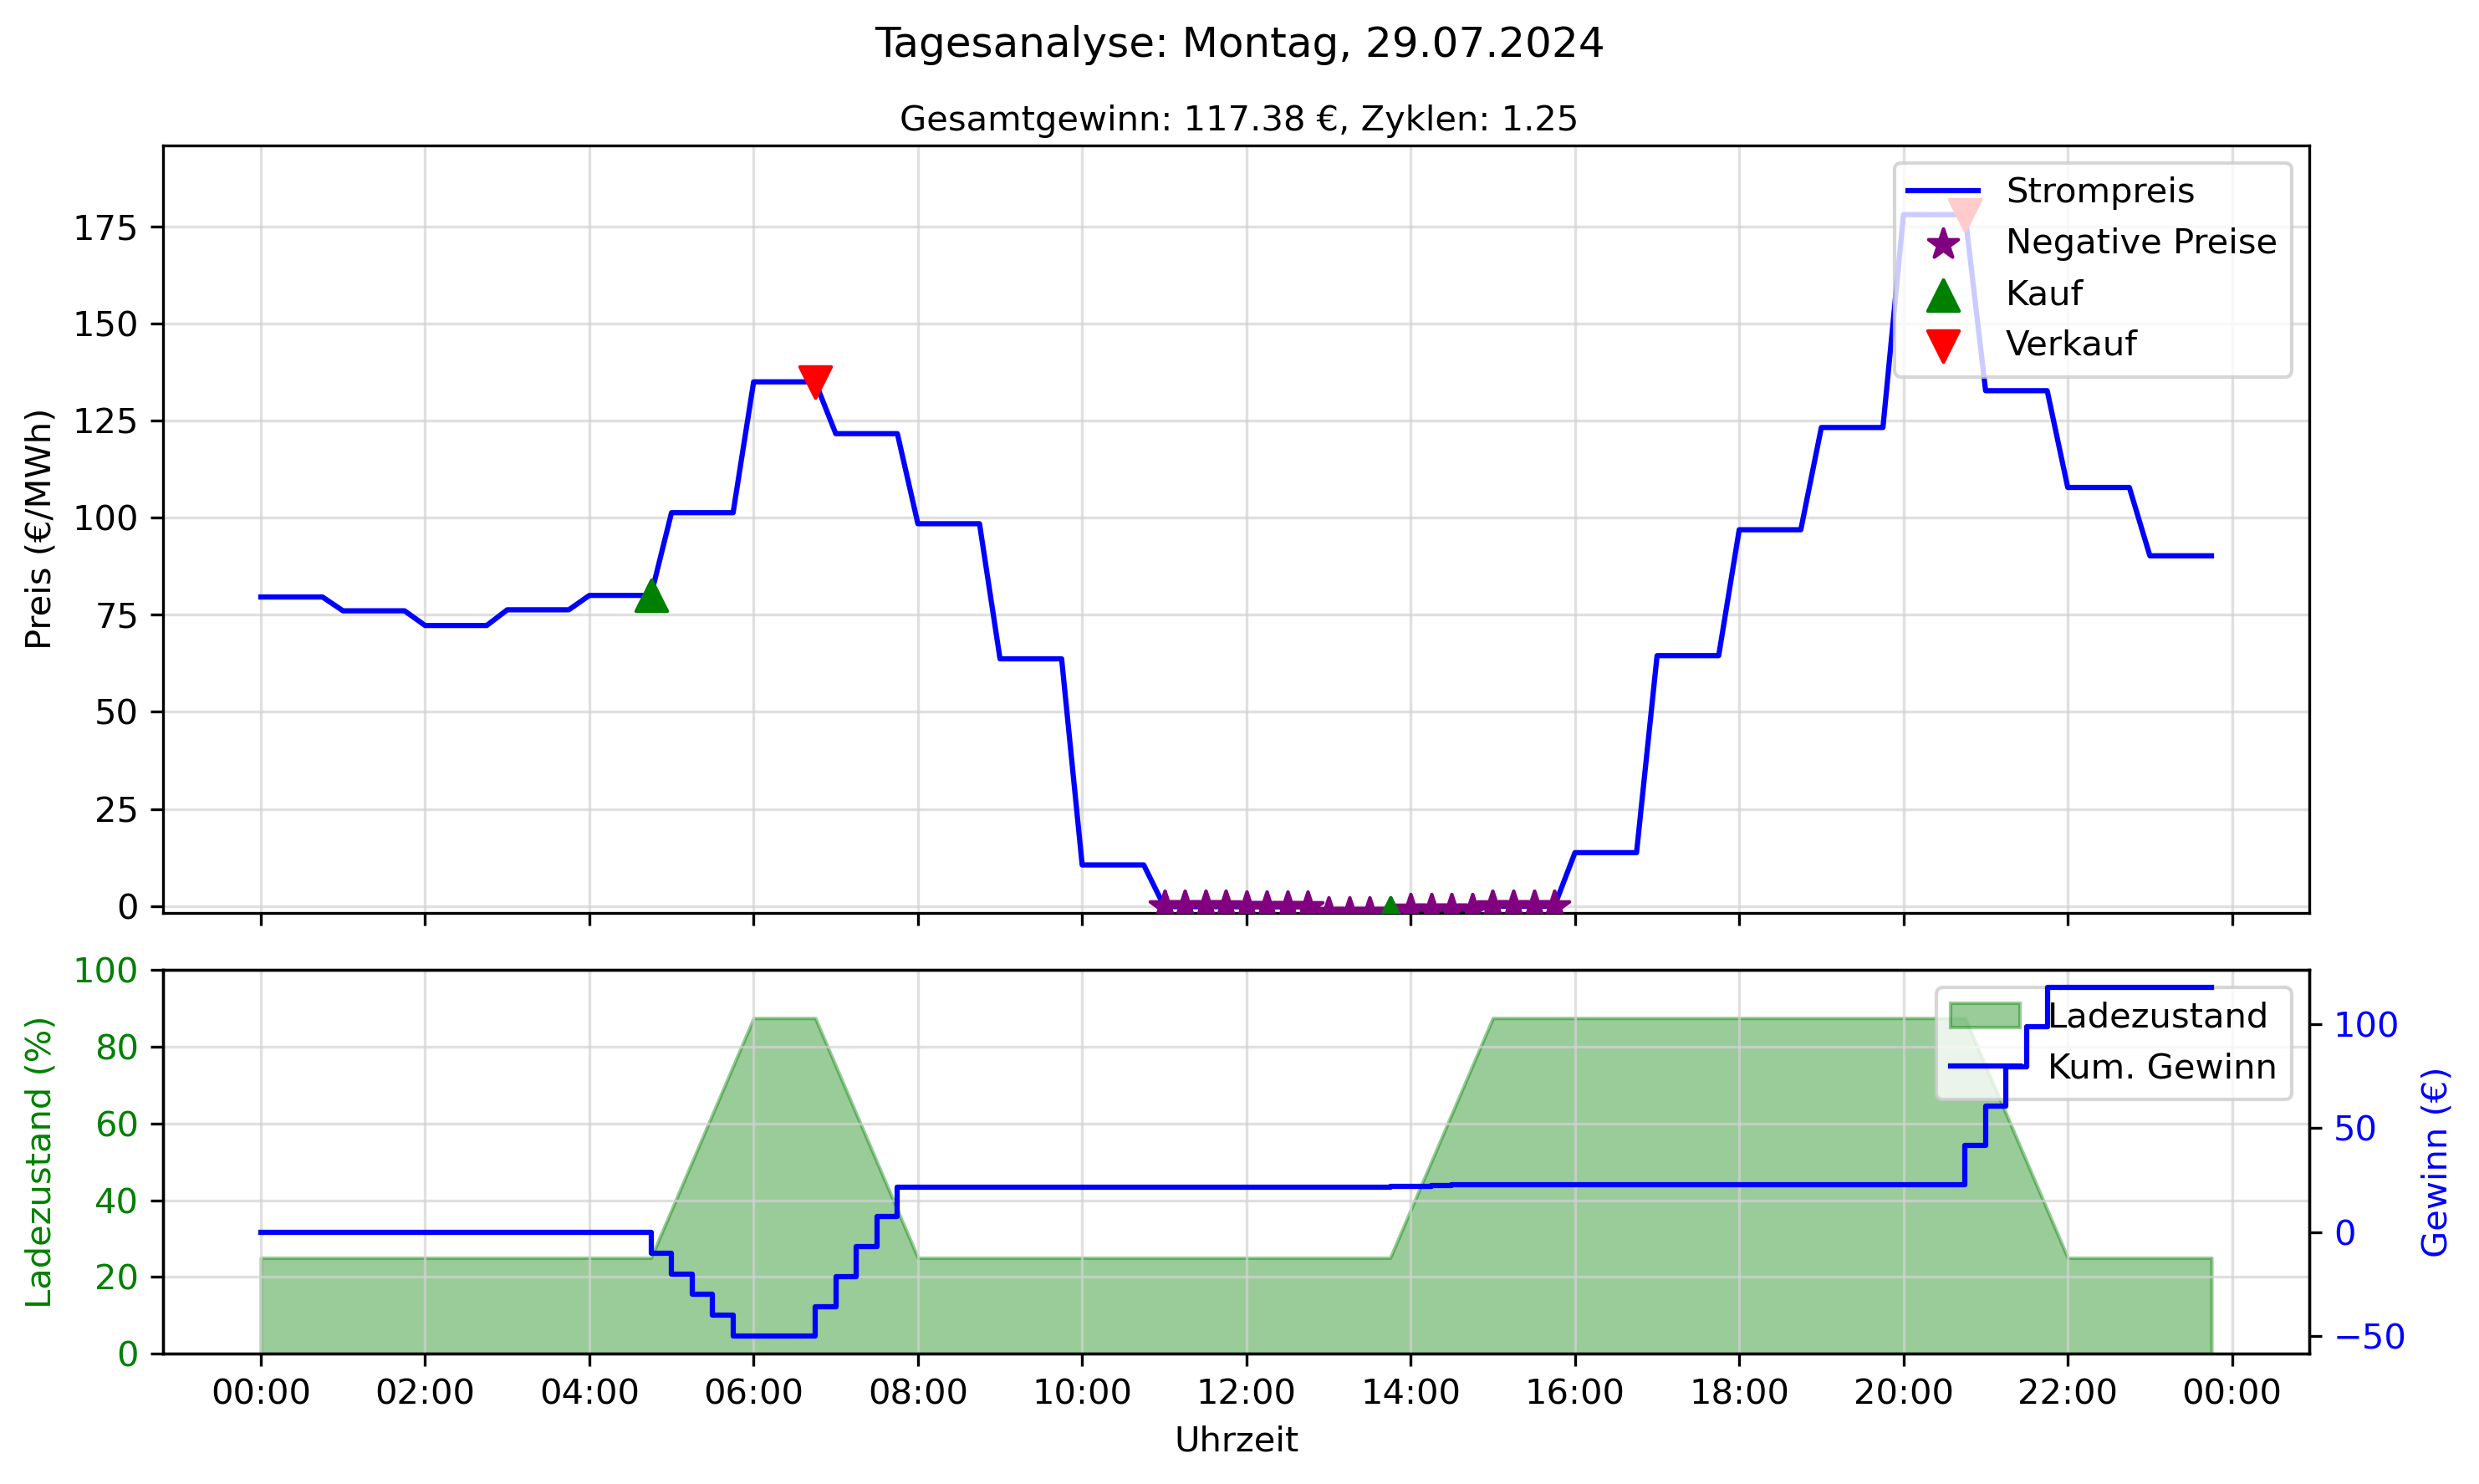 Tagesanalyse: Montag, 29.07.2024
Gesamtgewinn: 117.38 €, Zyklen: 1.25
Preis (€/MWh)
175
150
125
100
75
50
25
0
Strompreis
Negative Preise
Kauf
Verkauf
Ladezustand (%)
100
80
60
40
20
0
Ladezustand
Kum. Gewinn
100
50
0
−50
Gewinn (€)
00:00 02:00 04:00 06:00 08:00 10:00 12:00 14:00 16:00 18:00 20:00 22:00 00:00
Uhrzeit